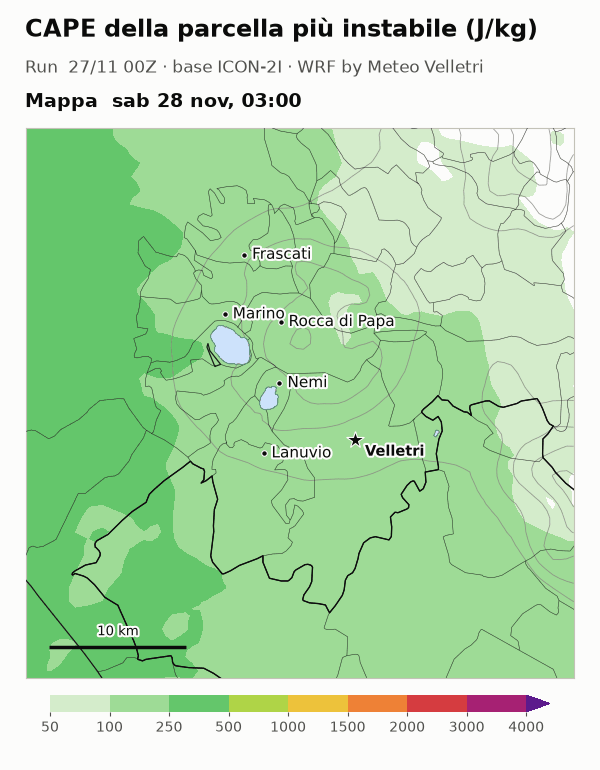 CAPE della parcella più instabile (J/kg)
Run  27/11 00Z · base ICON-2I · WRF by Meteo Velletri
Mappa  sab 28 nov, 03:00
Frascati
Marino
Rocca di Papa
Nemi
Velletri
Lanuvio
10 km
50 100 250 500 1000 1500 2000 3000 4000